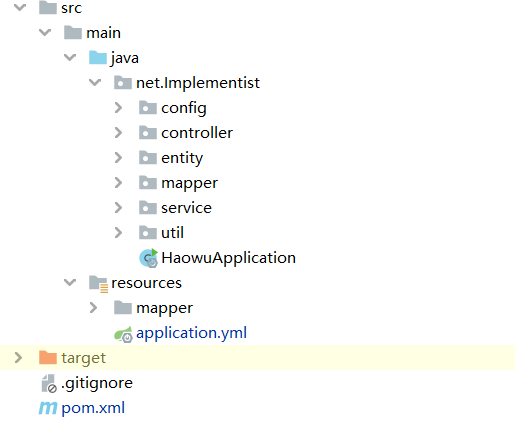 src
main
java
net.Implementist
config
controller
entity
mapper
service
util
HaowuApplication
resources
mapper
application.yml
target
.gitignore
pom.xml